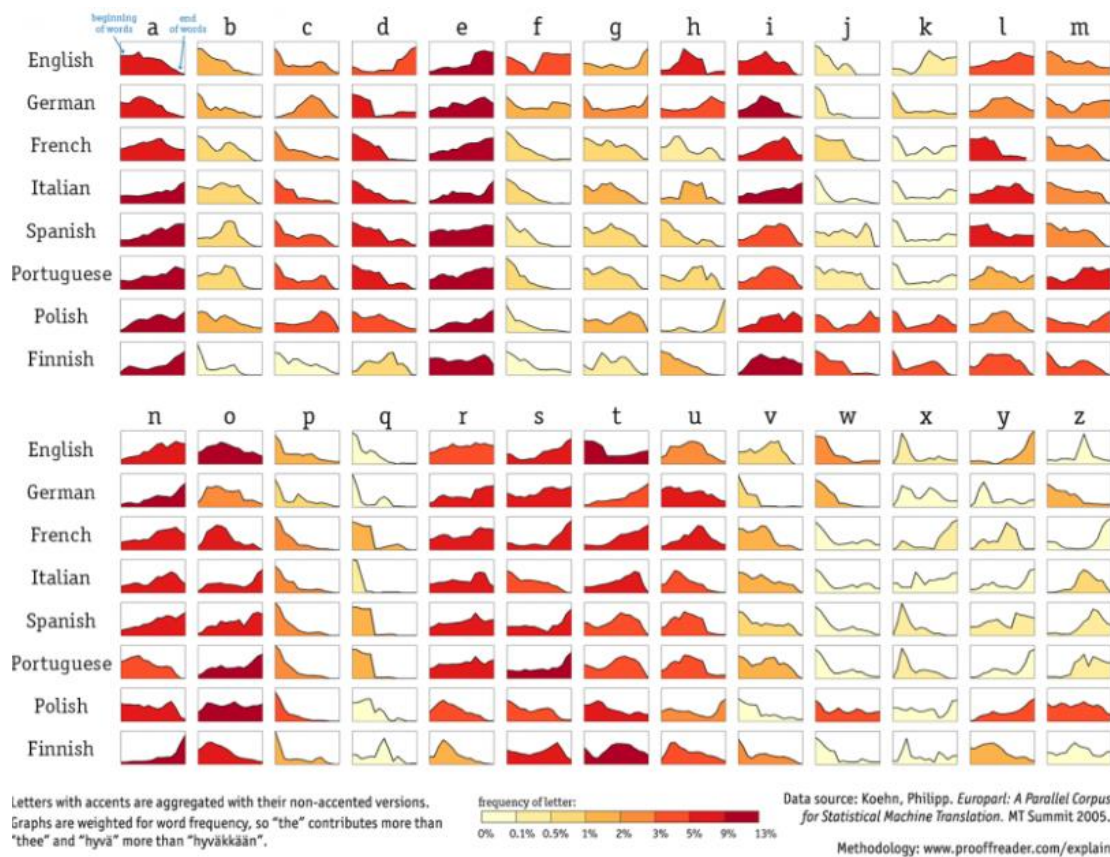 beginning of words
end of words
a b c d e f g h i j k l m
English
German
French
Italian
Spanish
Portuguese
Polish
Finnish
n o p q r s t u v w x y z
English
German
French
Italian
Spanish
Portuguese
Polish
Finnish
Letters with accents are aggregated with their non-accented versions.
Graphs are weighted for word frequency, so "the" contributes more than
"thee" and "hyvä" more than "hyväkkään".
frequency of letter:
0% 0.1% 0.5% 1% 2% 3% 5% 9% 13%
Data source: Koehn, Philipp. Europarl: A Parallel Corpus
for Statistical Machine Translation. MT Summit 2005.
Methodology: www.prooffreader.com/explain